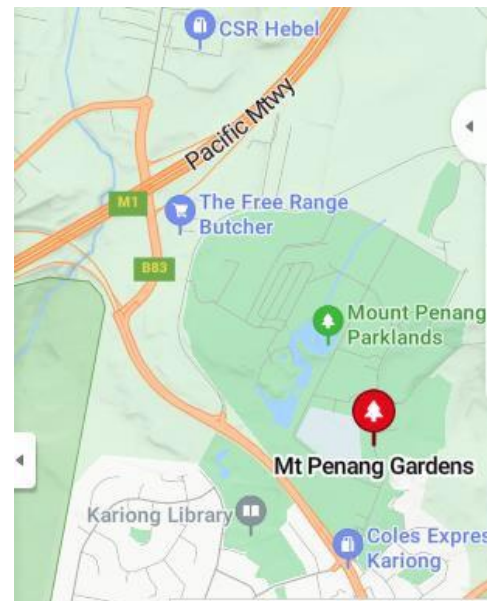 CSR Hebel
Pacific Mtwy
M1
The Free Range
Butcher
B83
Mount Penang
Parklands
Mt Penang Gardens
Kariong Library
Coles Expres
Kariong